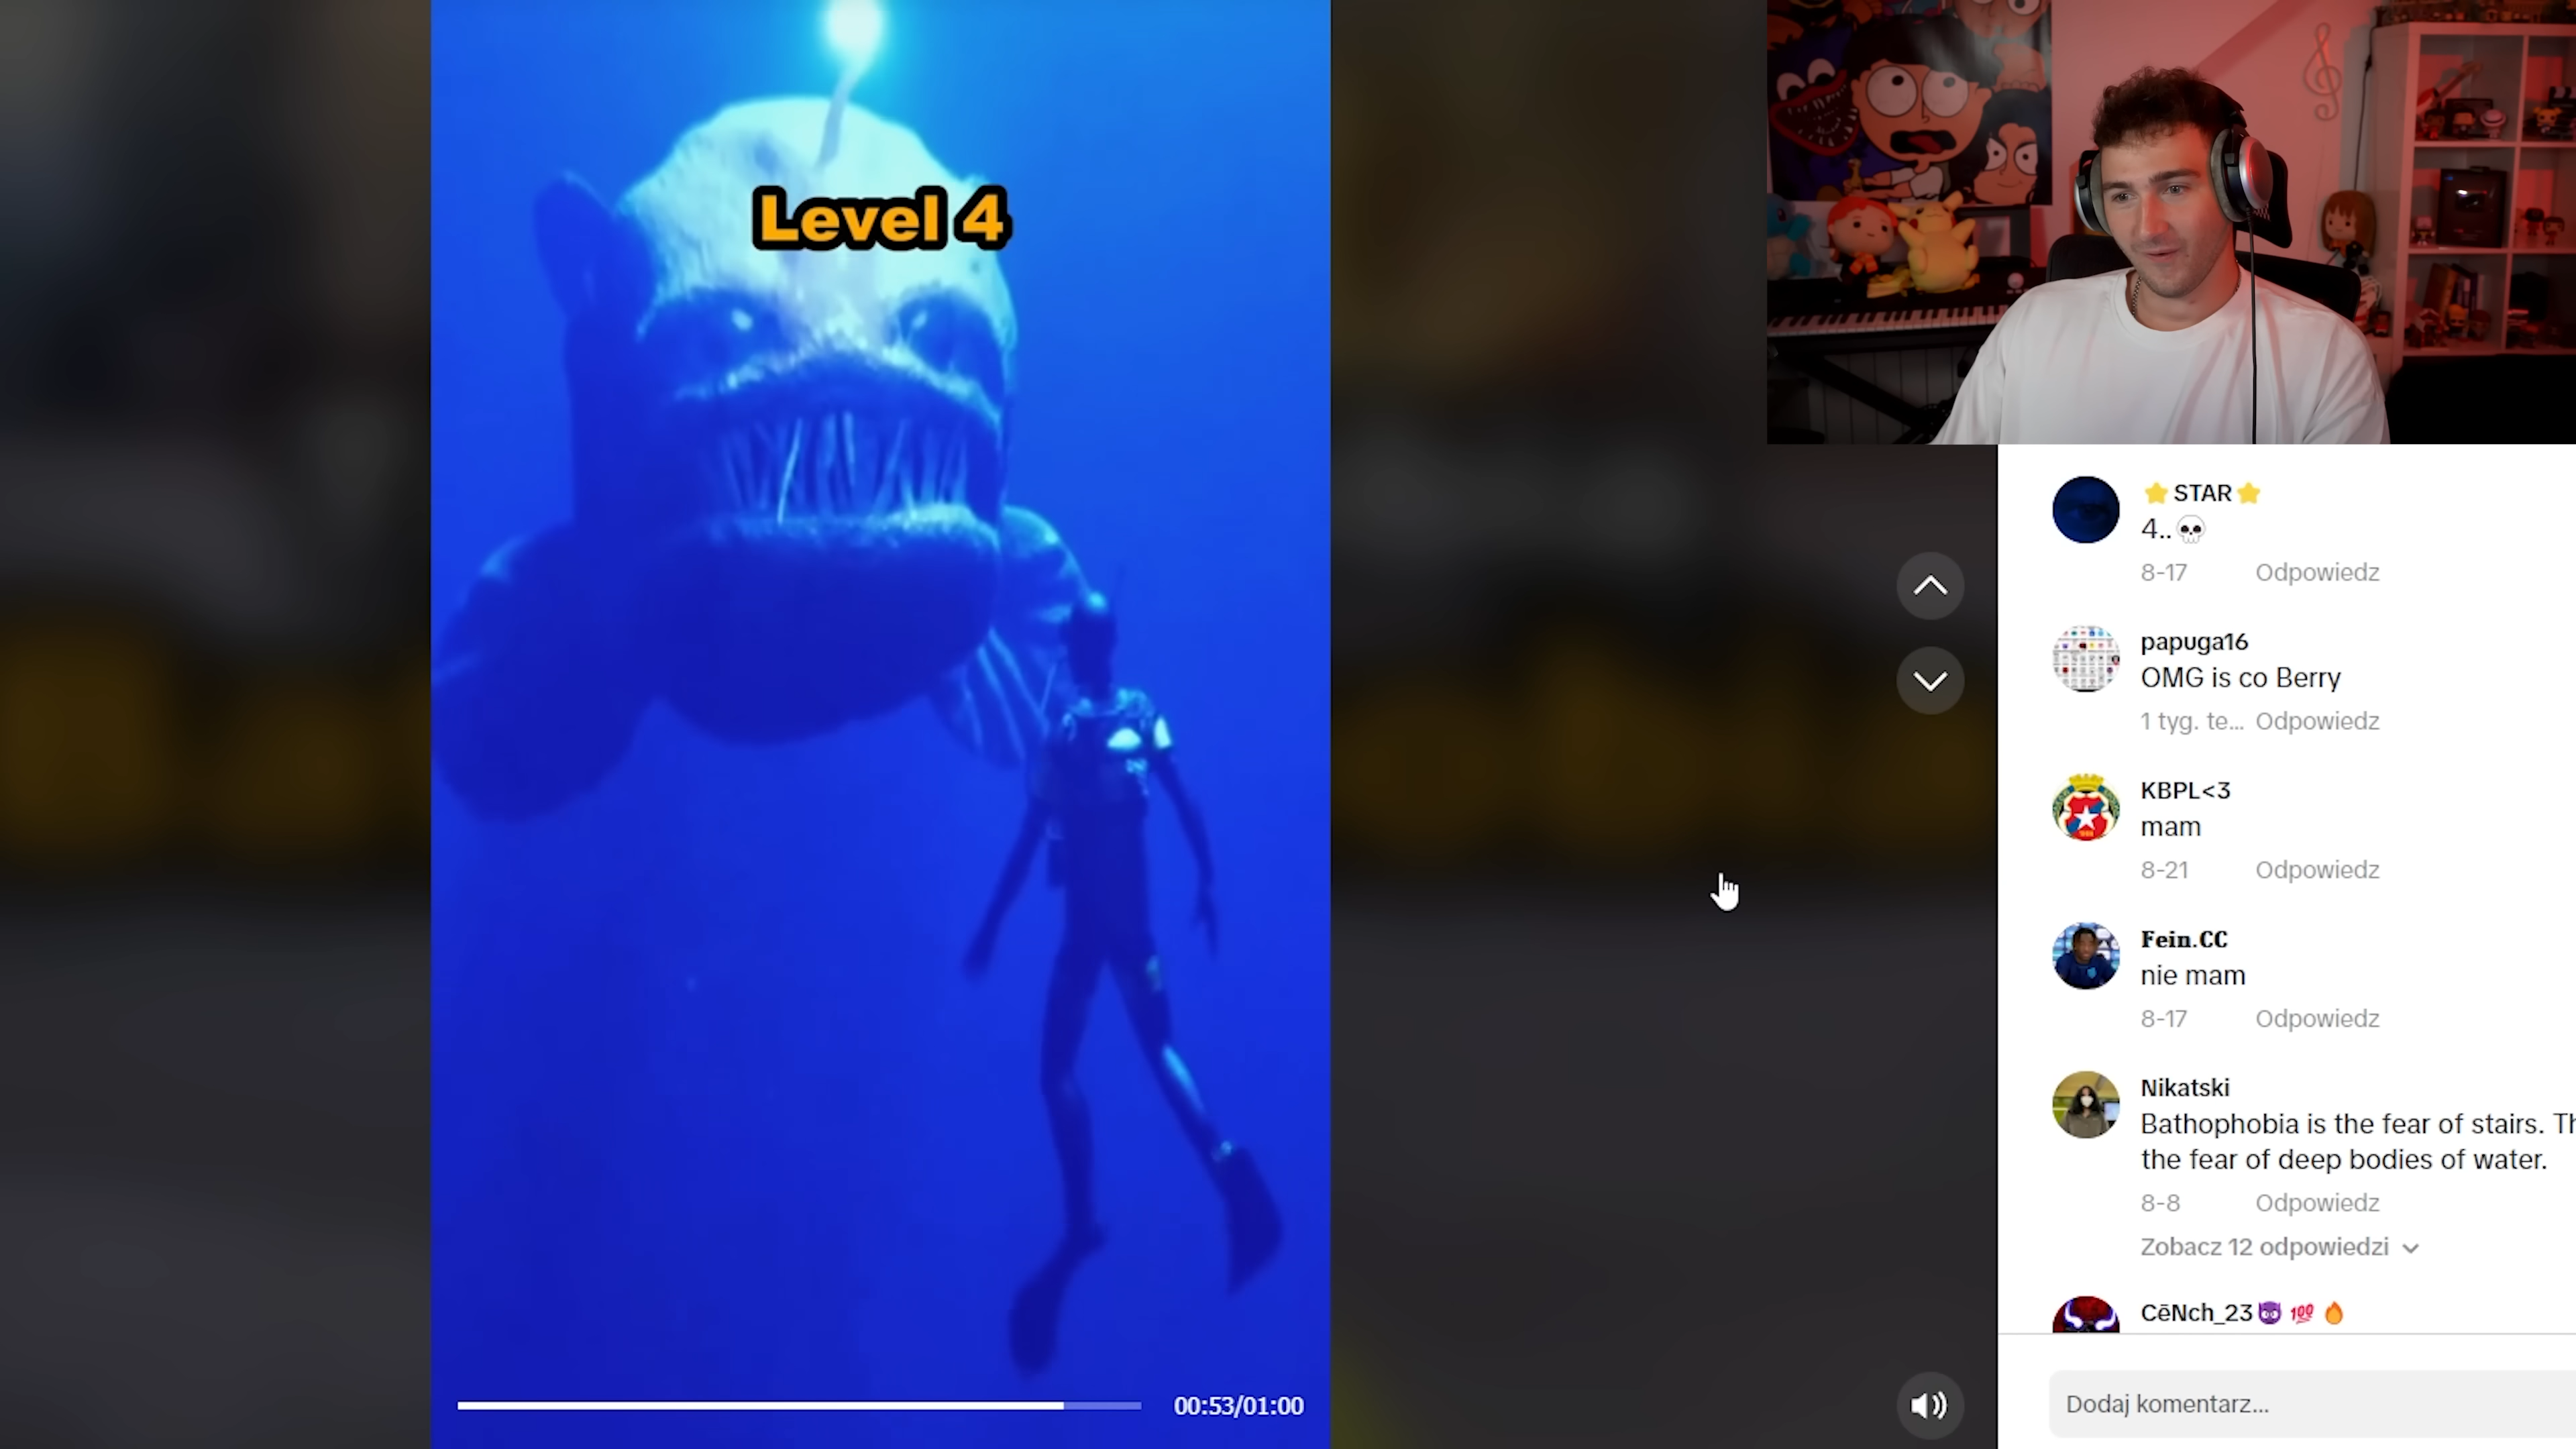 Level 4
00:53/01:00
⭐ STAR ⭐
4..💀
8-17 Odpowiedz
papuga16
OMG is co Berry
1 tyg. te... Odpowiedz
KBPL<3
mam
8-21 Odpowiedz
Fein.CC
nie mam
8-17 Odpowiedz
Nikatski
Bathophobia is the fear of stairs. Th
the fear of deep bodies of water.
8-8 Odpowiedz
Zobacz 12 odpowiedzi
CēNch_23😈 💯 🔥
Dodaj komentarz...